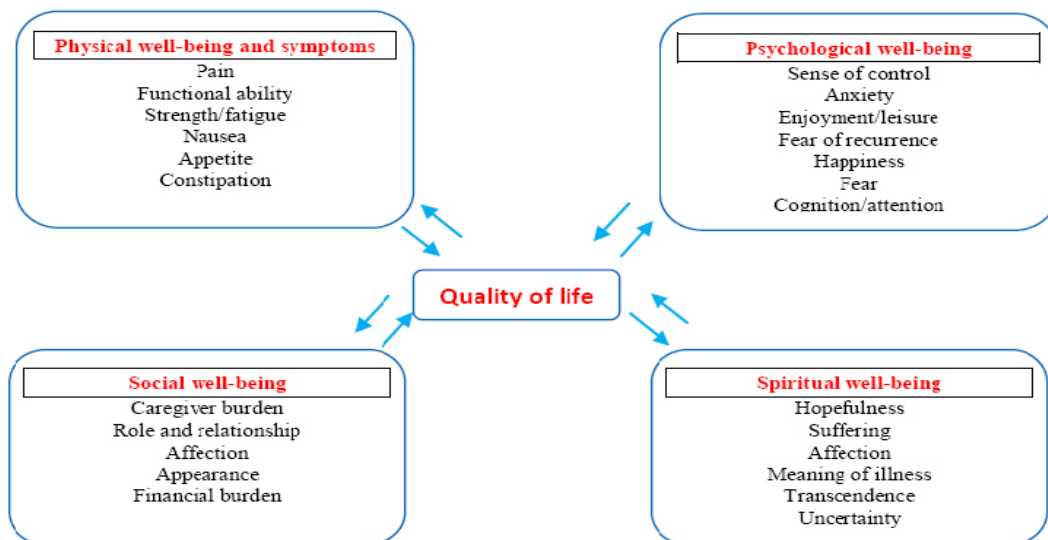 Physical well-being and symptoms
Pain
Functional ability
Strength/fatigue
Nausea
Appetite
Constipation
Psychological well-being
Sense of control
Anxiety
Enjoyment/leisure
Fear of recurrence
Happiness
Fear
Cognition/attention
Quality of life
Social well-being
Caregiver burden
Role and relationship
Affection
Appearance
Financial burden
Spiritual well-being
Hopefulness
Suffering
Affection
Meaning of illness
Transcendence
Uncertainty